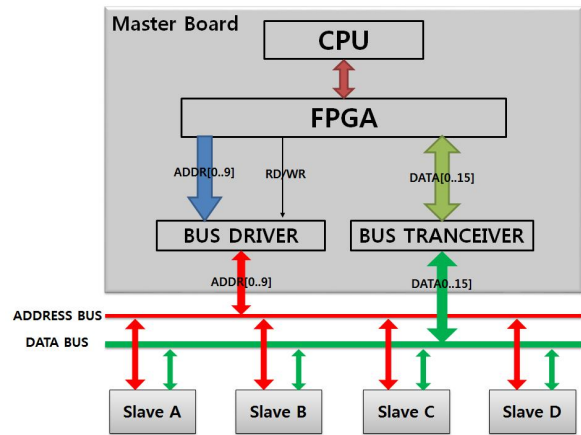 Master Board
CPU
FPGA
ADDR[0..9]
RD/WR
DATA[0..15]
BUS DRIVER
BUS TRANCEIVER
ADDR[0..9]
DATA0..15]
ADDRESS BUS
DATA BUS
Slave A
Slave B
Slave C
Slave D